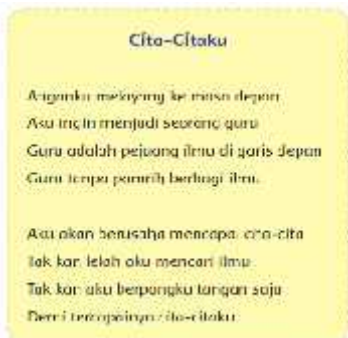 Cita-Citaku
Anganku melayang ke masa depan
Aku ingin menjadi seorang guru
Guru adalah pejuang ilmu di garis depan
Guru tanpa pamrih berbagi ilmu.
Aku akan berusaha mencapai cita-cita
Tak kan lelah aku mencari ilmu
Tak kan aku berpangku tangan saja
Demi tercapainya cita-citaku